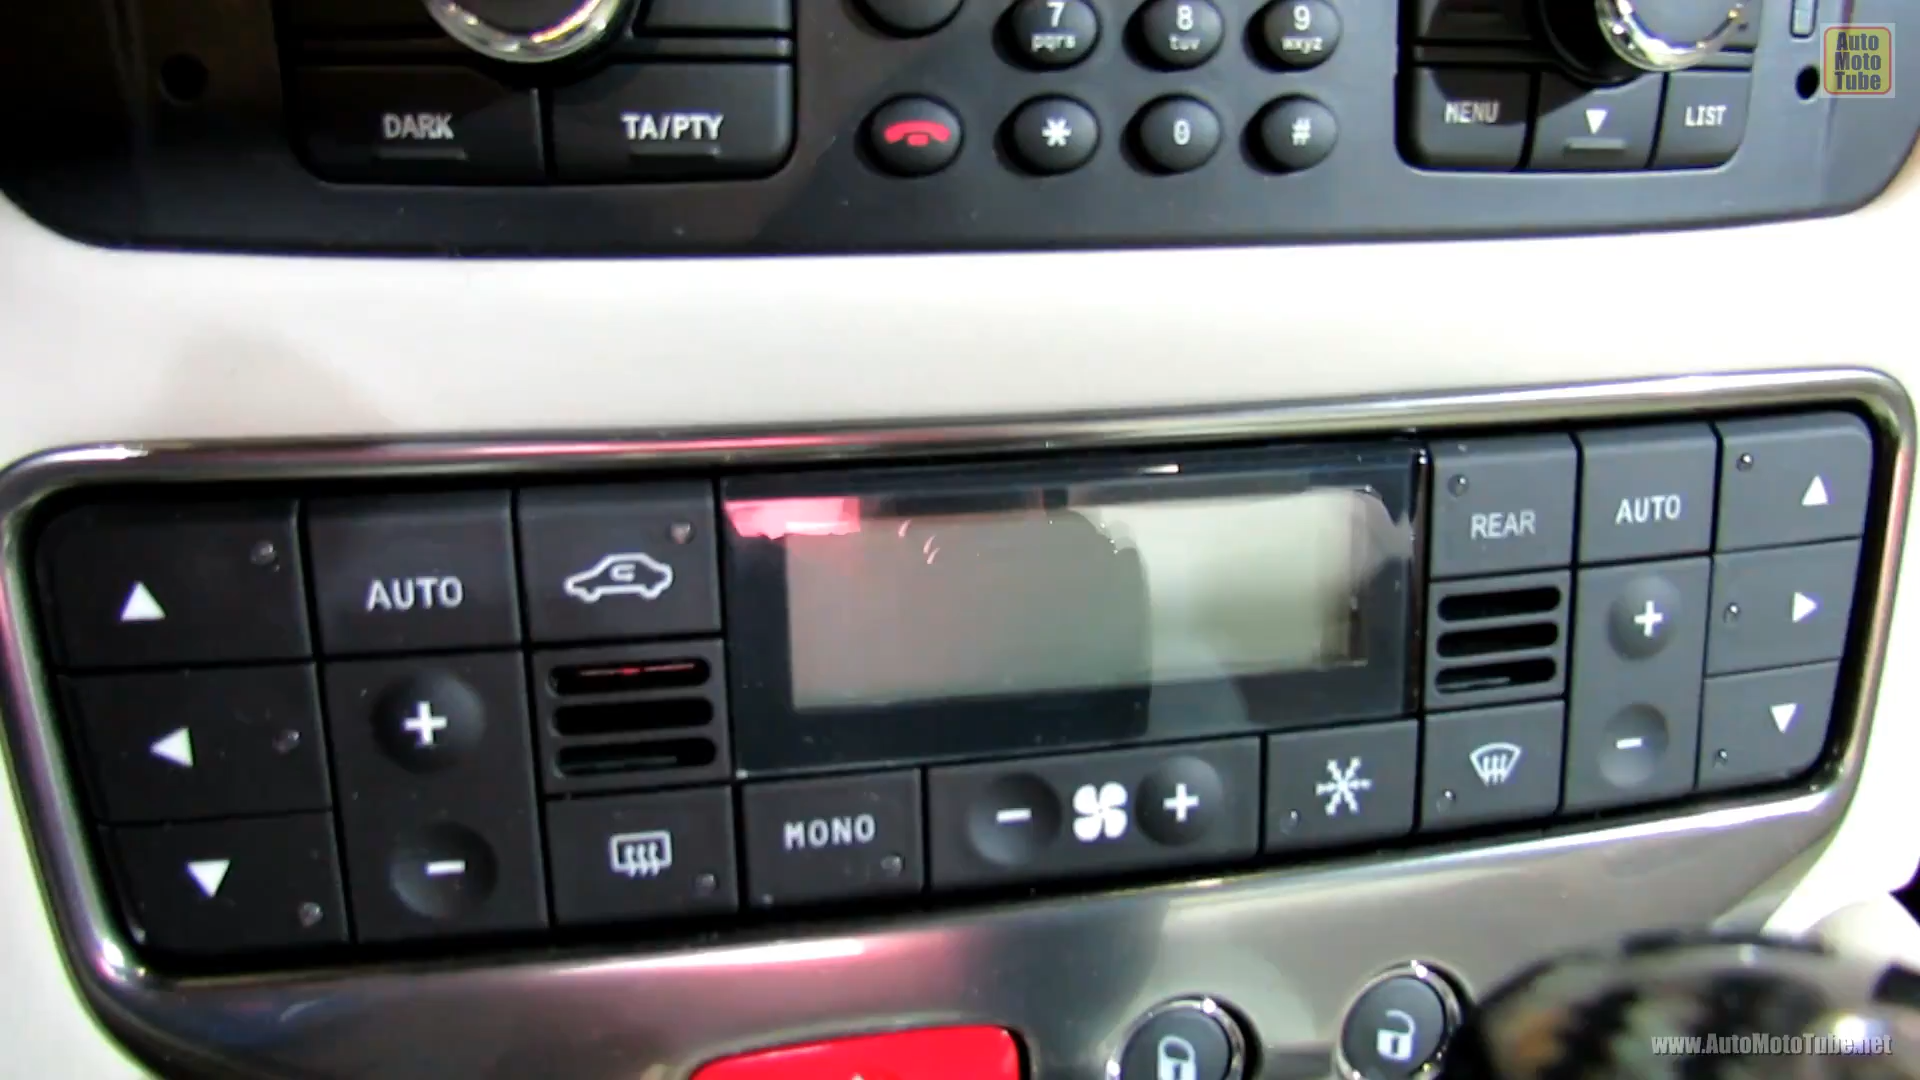 7 8 9
pqrs tuv wxyz
Auto
Moto
Tube
DARK TA/PTY * 0 # MENU LIST
REAR AUTO
AUTO
+
+
-
- + 
MONO
-
www.AutoMotoTube.net